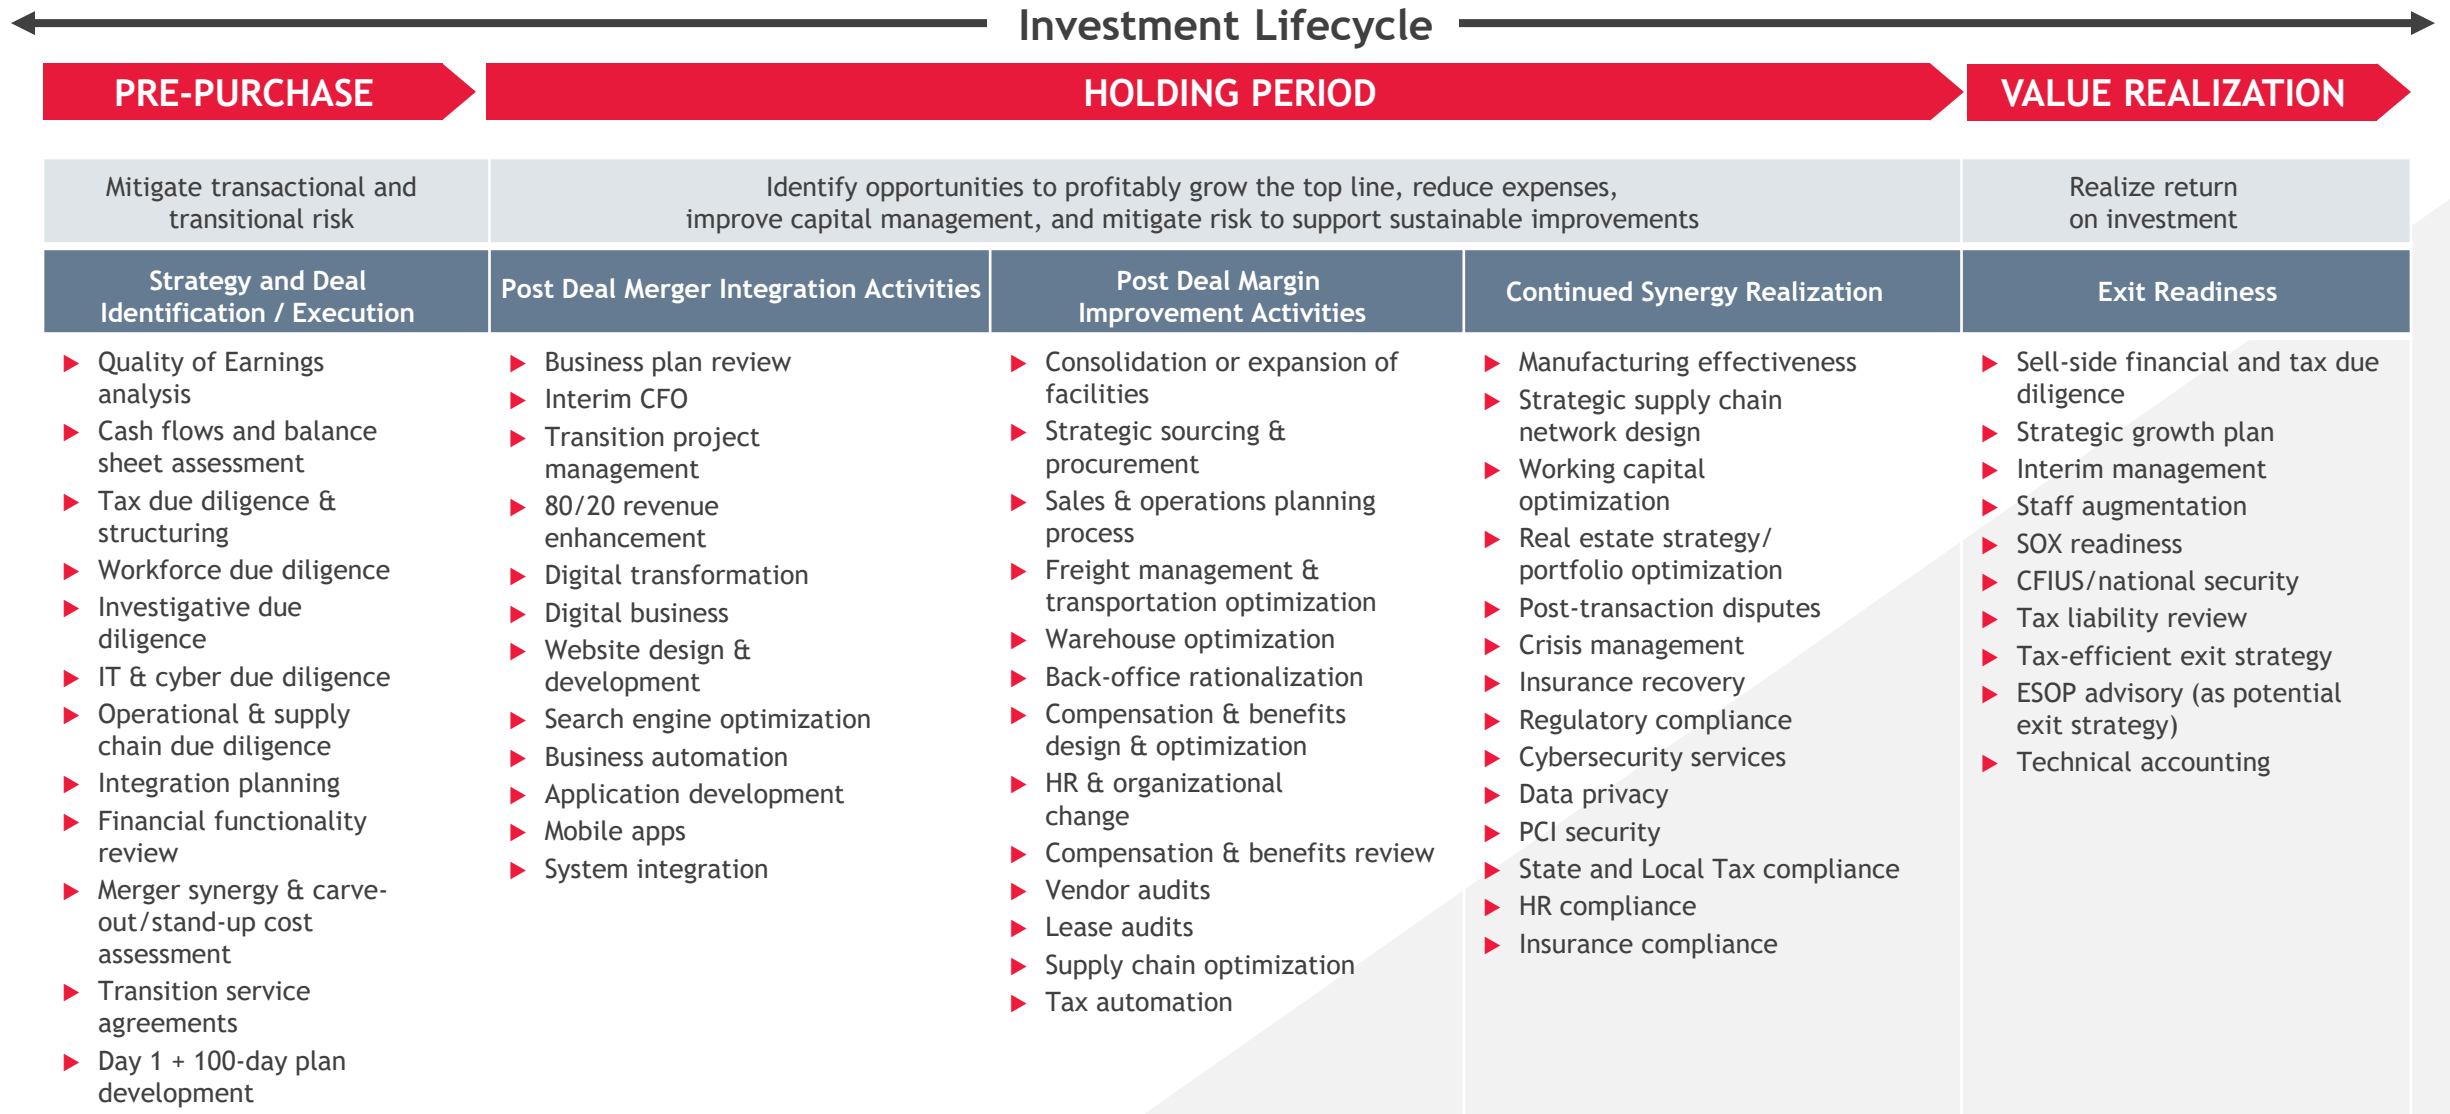 Investment Lifecycle
PRE-PURCHASE
HOLDING PERIOD
VALUE REALIZATION
Mitigate transactional and
transitional risk
Identify opportunities to profitably grow the top line, reduce expenses,
improve capital management, and mitigate risk to support sustainable improvements
Realize return
on investment
Strategy and Deal
Identification / Execution
Quality of Earnings
analysis
Cash flows and balance
sheet assessment
Tax due diligence &
structuring
Workforce due diligence
Investigative due
diligence
IT & cyber due diligence
Operational & supply
chain due diligence
Integration planning
Financial functionality
review
Merger synergy & carve-
out/stand-up cost
assessment
Transition service
agreements
Day 1 + 100-day plan
development
Post Deal Merger Integration Activities
Business plan review
Interim CFO
Transition project
management
80/20 revenue
enhancement
Digital transformation
Digital business
Website design &
development
Search engine optimization
Business automation
Application development
Mobile apps
System integration
Post Deal Margin
Improvement Activities
Consolidation or expansion of
facilities
Strategic sourcing &
procurement
Sales & operations planning
process
Freight management &
transportation optimization
Warehouse optimization
Back-office rationalization
Compensation & benefits
design & optimization
HR & organizational
change
Compensation & benefits review
Vendor audits
Lease audits
Supply chain optimization
Tax automation
Continued Synergy Realization
Manufacturing effectiveness
Strategic supply chain
network design
Working capital
optimization
Real estate strategy/
portfolio optimization
Post-transaction disputes
Crisis management
Insurance recovery
Regulatory compliance
Cybersecurity services
Data privacy
PCI security
State and Local Tax compliance
HR compliance
Insurance compliance
Exit Readiness
Sell-side financial and tax due
diligence
Strategic growth plan
Interim management
Staff augmentation
SOX readiness
CFIUS/national security
Tax liability review
Tax-efficient exit strategy
ESOP advisory (as potential
exit strategy)
Technical accounting